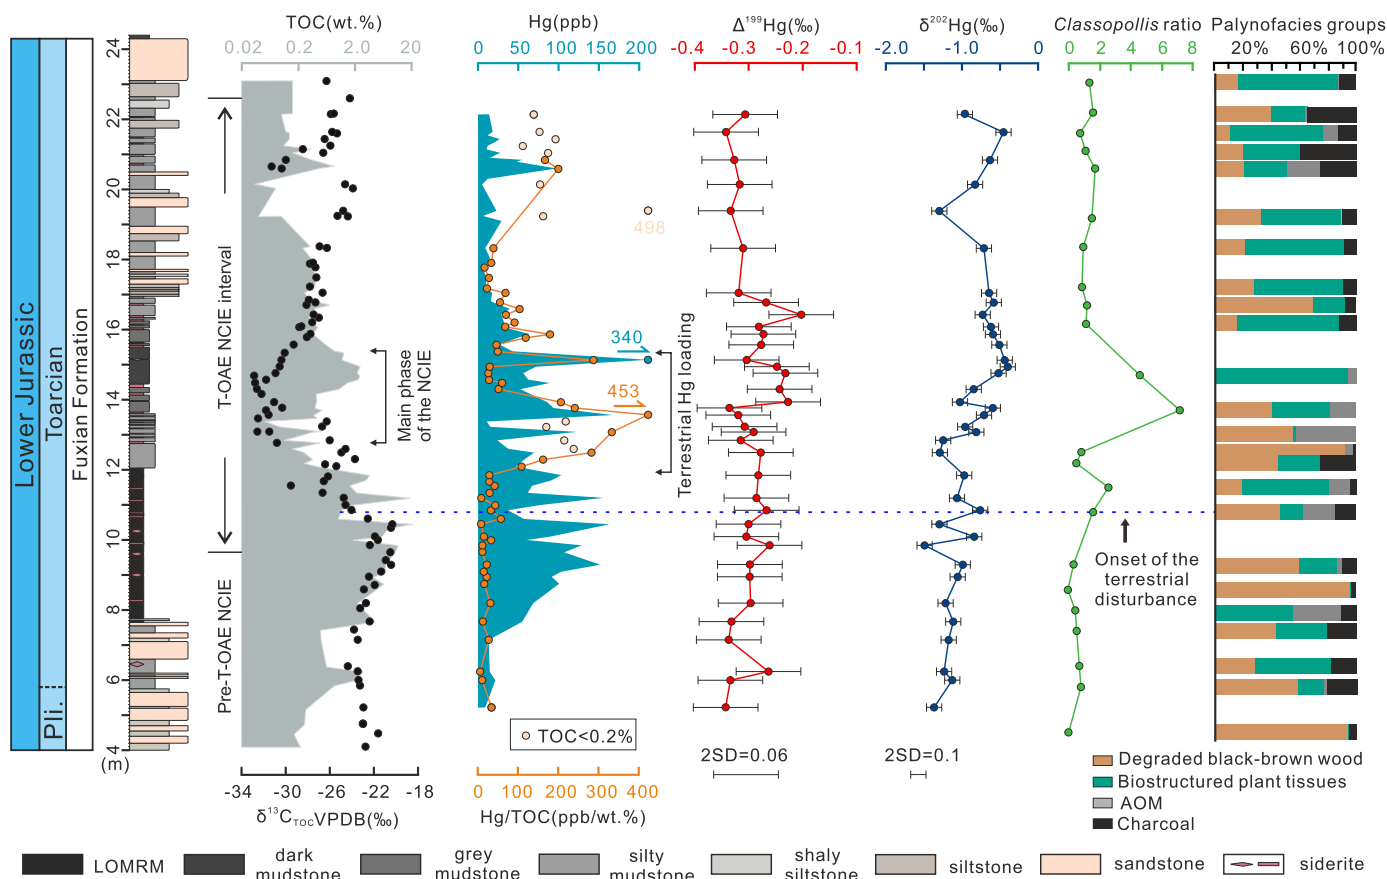 TOC(wt.%)
0.02 0.2 2.0 20
Hg(ppb)
0 50 100 150 200
Δ199Hg(‰)
-0.4 -0.3 -0.2 -0.1
δ202Hg(‰)
-2.0 -1.0 0
Classopollis ratio
0 2 4 6 8
Palynofacies groups
20% 60% 100%
Lower Jurassic
Toarcian
Pli.
Fuxian Formation
24
22
20
18
16
14
12
10
8
6
4
(m)
T-OAE NCIE interval
Pre-T-OAE NCIE
Main phase
of the NCIE
498
340
453
Terrestrial Hg loading
Onset of the
terrestrial
disturbance
TOC<0.2%
2SD=0.06
2SD=0.1
-34 -30 -26 -22 -18
δ13CTOCVPDB(‰)
0 100 200 300 400
Hg/TOC(ppb/wt.%)
Degraded black-brown wood
Biostructured plant tissues
AOM
Charcoal
LOMRM
dark
mudstone
grey
mudstone
silty
mudstone
shaly
siltstone
siltstone
sandstone
siderite